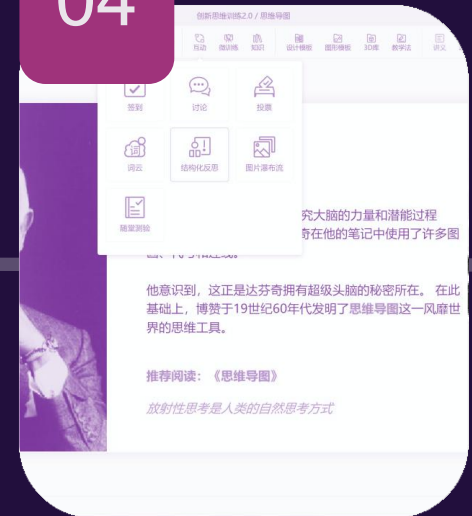 04
创新思维训练2.0 / 思维导图
互动 微训练 知识 设计模板 图形模板 3D库 教学法 讲义
签到 讨论 投票
词云 结构化反思 图片瀑布流
随堂测验
究大脑的力量和潜能过程
奇在他的笔记中使用了许多图
他意识到，这正是达芬奇拥有超级头脑的秘密所在。 在此
基础上，博赞于19世纪60年代发明了思维导图这一风靡世
界的思维工具。
推荐阅读：《思维导图》
放射性思考是人类的自然思考方式